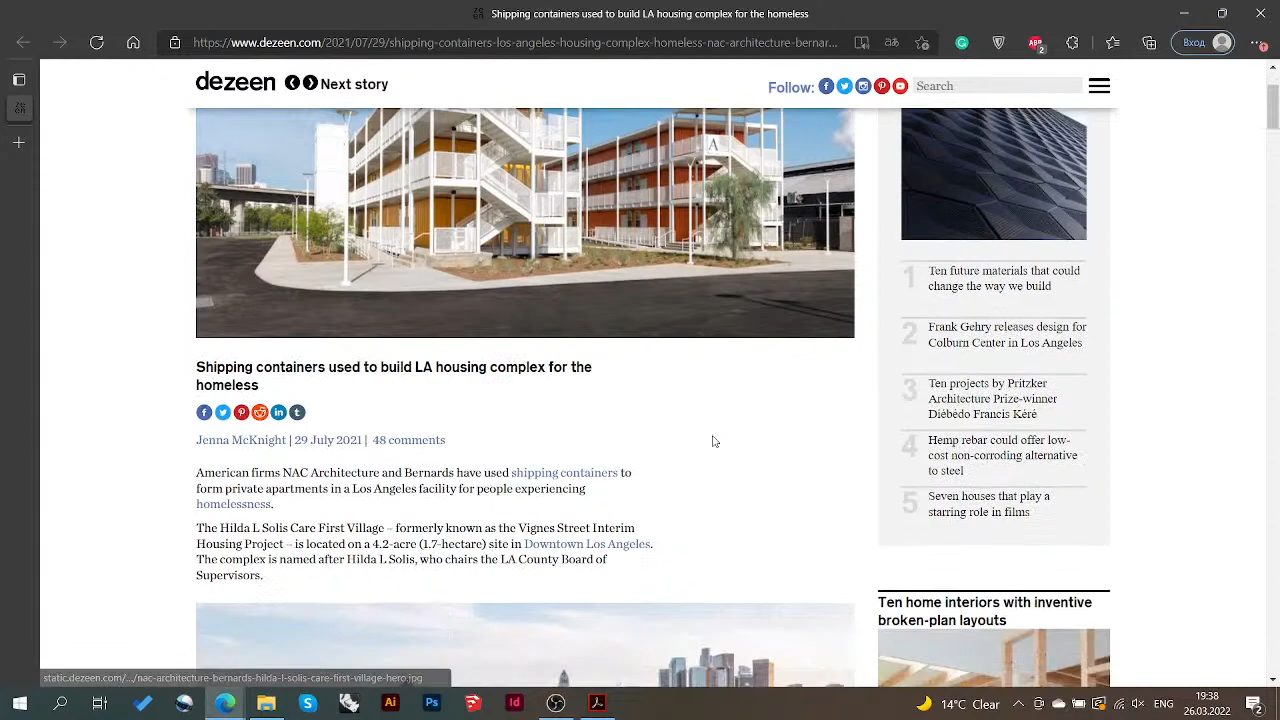 Shipping containers used to build LA housing complex for the homeless
https://www.dezeen.com/2021/07/29/shipping-containers-los-angeles-housing-complex-homeless-nac-architecture-bernar...
ABP
2
Вход
dezeen
Next story
Follow:
Search
A
Shipping containers used to build LA housing complex for the
homeless
Jenna McKnight | 29 July 2021 | 48 comments
American firms NAC Architecture and Bernards have used shipping containers to
form private apartments in a Los Angeles facility for people experiencing
homelessness.
The Hilda L Solis Care First Village – formerly known as the Vignes Street Interim
Housing Project – is located on a 4.2-acre (1.7-hectare) site in Downtown Los Angeles.
The complex is named after Hilda L Solis, who chairs the LA County Board of
Supervisors.
1
Ten future materials that could
change the way we build
2
Frank Gehry releases design for
Colburn Center in Los Angeles
3
Ten projects by Pritzker
Architecture Prize-winner
Diébédo Francis Kéré
4
Hemp rebar could offer low-
cost non-corroding alternative
to steel
5
Seven houses that play a
starring role in films
Ten home interiors with inventive
broken-plan layouts
static.dezeen.com/.../nac-architecture-bernards-hilda-l-solis-care-first-village-hero.jpg
Ai
Ps
Id
14°C
ENG
19:38
26.03.2022
2